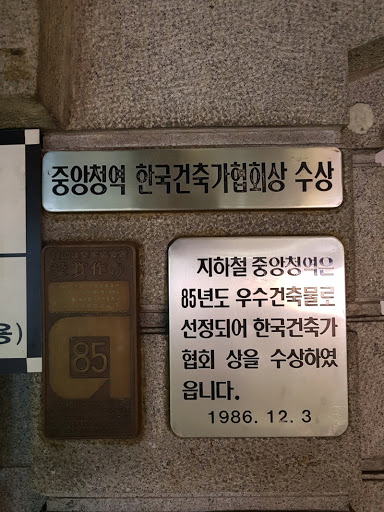 중앙청역 한국건축가협회상 수상
지하철 중앙청역은
85년도 우수건축물로
선정되어 한국건축가
협회 상을 수상하였
읍니다.
1986. 12. 3
85